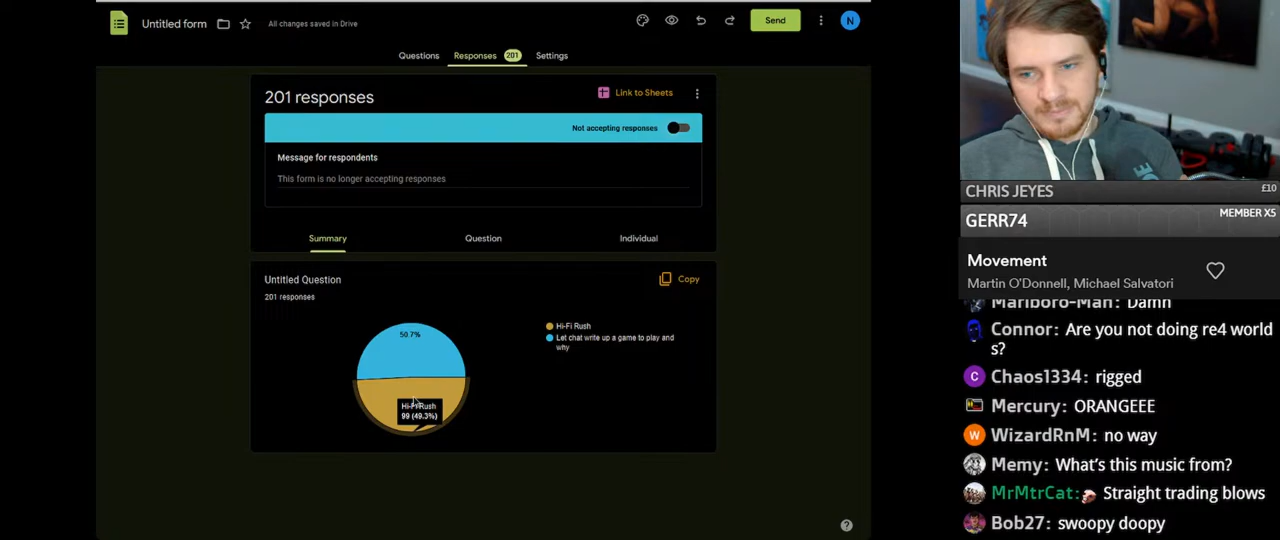 Untitled form
All changes saved in Drive
Send
N
Questions
Responses 201
Settings
201 responses
Link to Sheets
Not accepting responses
Message for respondents
This form is no longer accepting responses
Summary
Question
Individual
Untitled Question
Copy
201 responses
50.7%
Hi-Fi Rush
Let chat write up a game to play and
why
Hi-Fi Rush
99 (49.3%)
CHRIS JEYES £10
GERR74 MEMBER X5
Movement
Martin O'Donnell, Michael Salvatori
Marlboro-Man: Damn
Connor: Are you not doing re4 world
s?
C Chaos1334: rigged
Mercury: ORANGEEE
W WizardRnM: no way
Memy: What's this music from?
MrMtrCat: Straight trading blows
Bob27: swoopy doopy